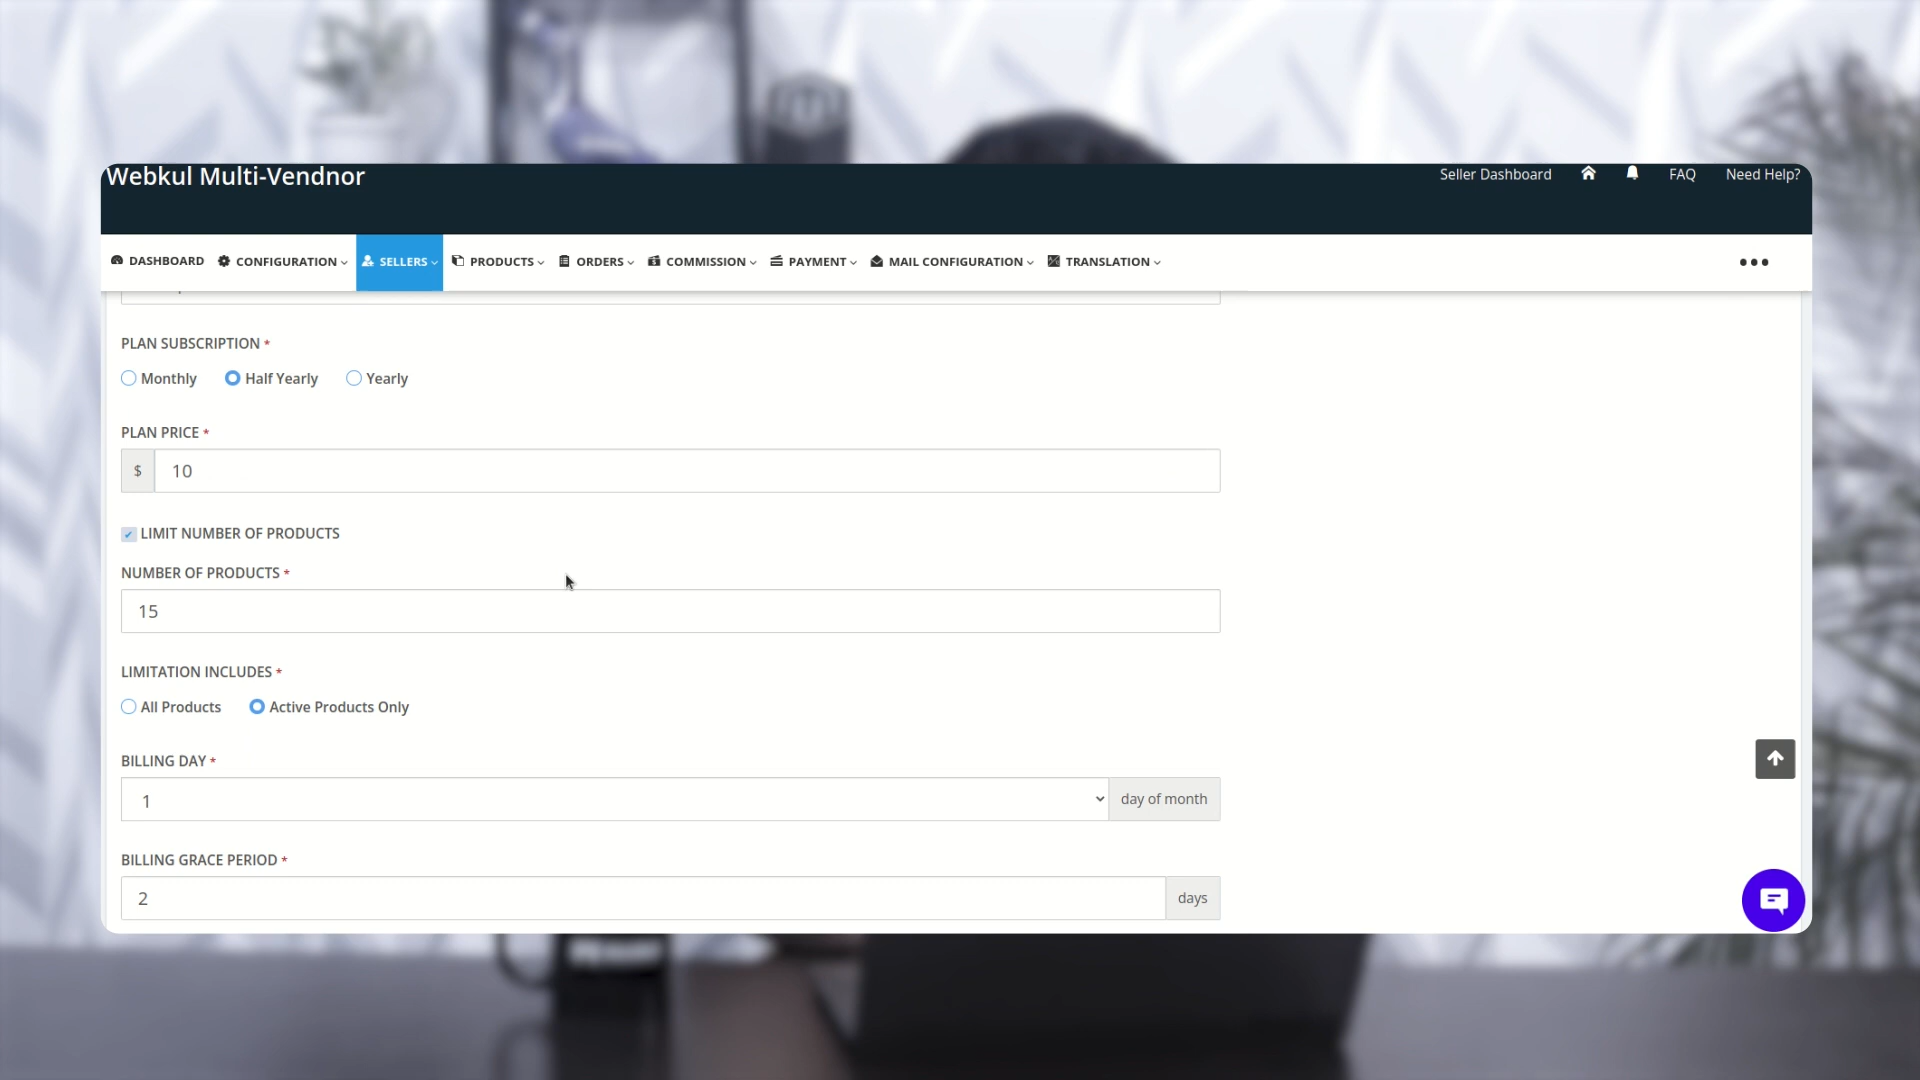 Webkul Multi-Vendnor
Seller Dashboard FAQ Need Help?
DASHBOARD CONFIGURATION SELLERS PRODUCTS ORDERS COMMISSION PAYMENT MAIL CONFIGURATION TRANSLATION
PLAN SUBSCRIPTION *
Monthly Half Yearly Yearly
PLAN PRICE *
$ 10
LIMIT NUMBER OF PRODUCTS
NUMBER OF PRODUCTS *
15
LIMITATION INCLUDES *
All Products Active Products Only
BILLING DAY *
1 day of month
BILLING GRACE PERIOD *
2 days